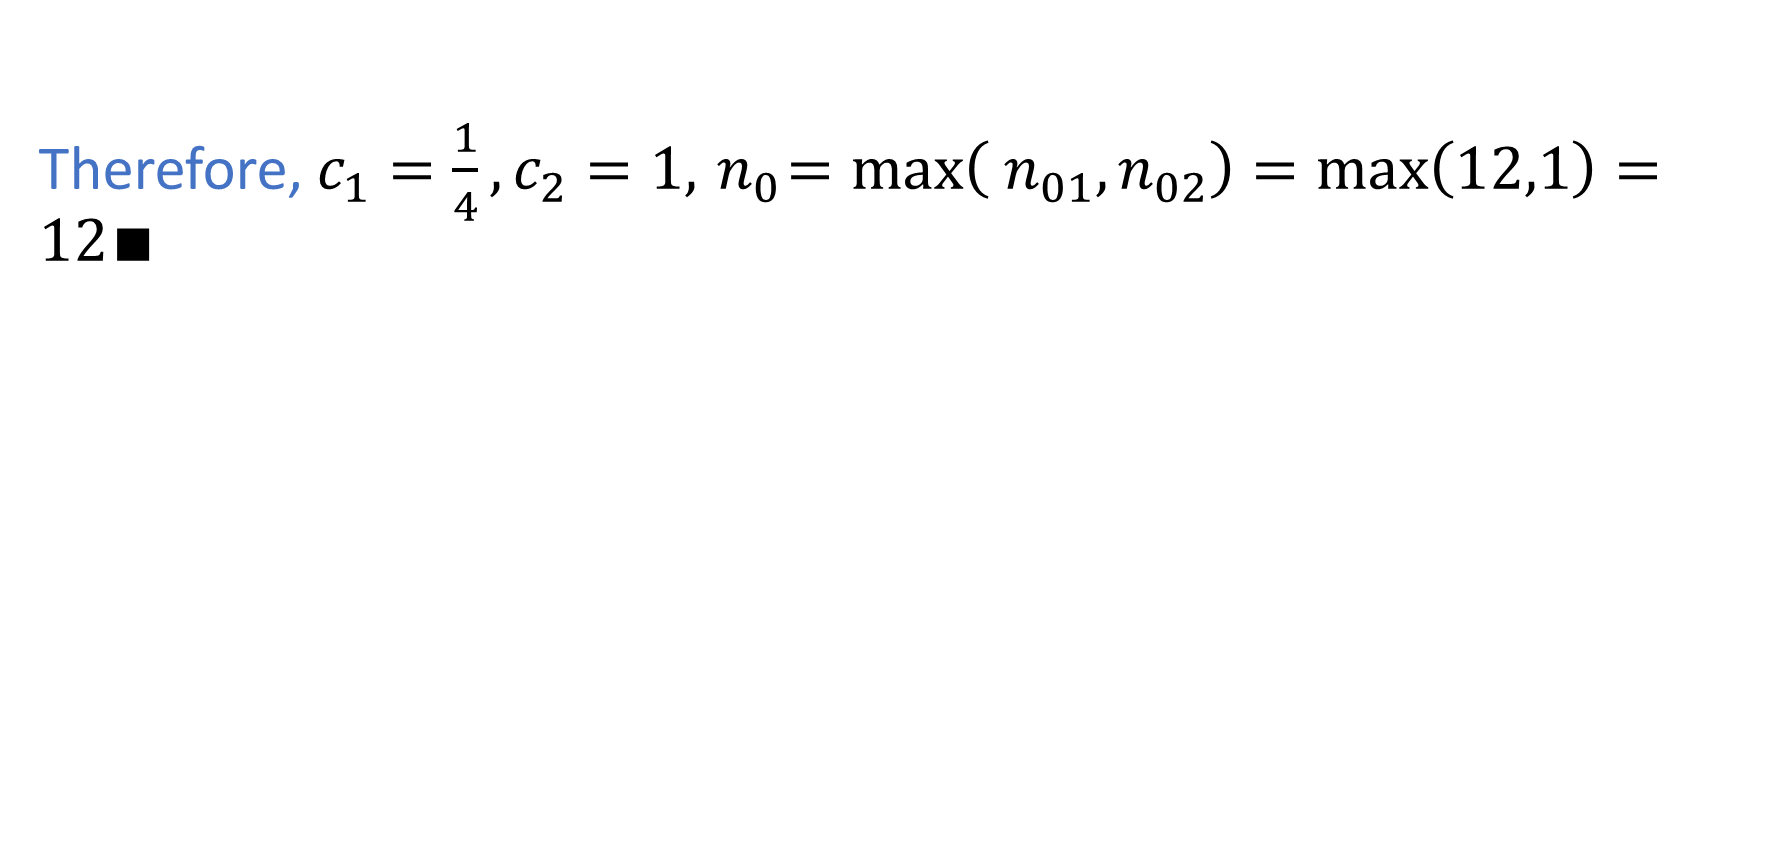 Therefore, c₁ = 1/4, c₂ = 1, n₀ = max( n₀₁, n₀₂) = max(12,1) =
12■